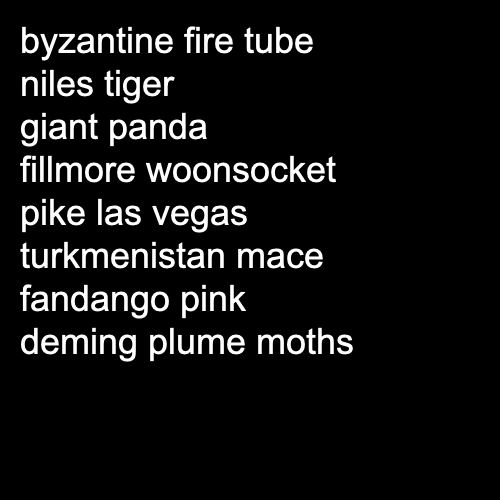 byzantine fire tube
niles tiger
giant panda
fillmore woonsocket
pike las vegas
turkmenistan mace
fandango pink
deming plume moths